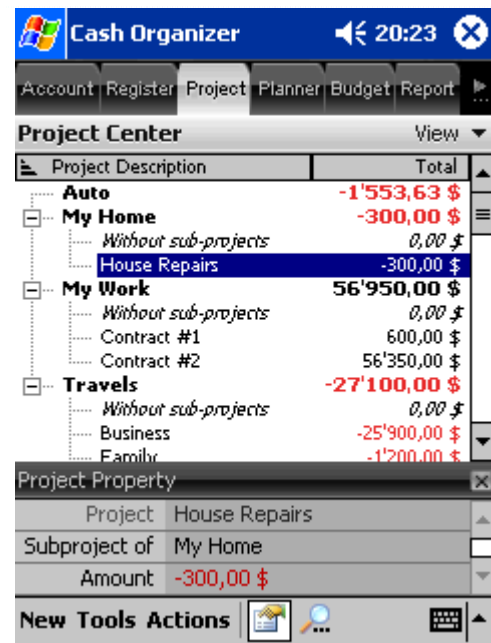 Cash Organizer 20:23
Account Register Project Planner Budget Report
Project Center View
Project Description Total
Auto -1'553,63 $
My Home -300,00 $
Without sub-projects 0,00 $
House Repairs -300,00 $
My Work 56'950,00 $
Without sub-projects 0,00 $
Contract #1 600,00 $
Contract #2 56'350,00 $
Travels -27'100,00 $
Without sub-projects 0,00 $
Business -25'900,00 $
Family -1'200,00 $
Project Property
Project House Repairs
Subproject of My Home
Amount -300,00 $
New Tools Actions